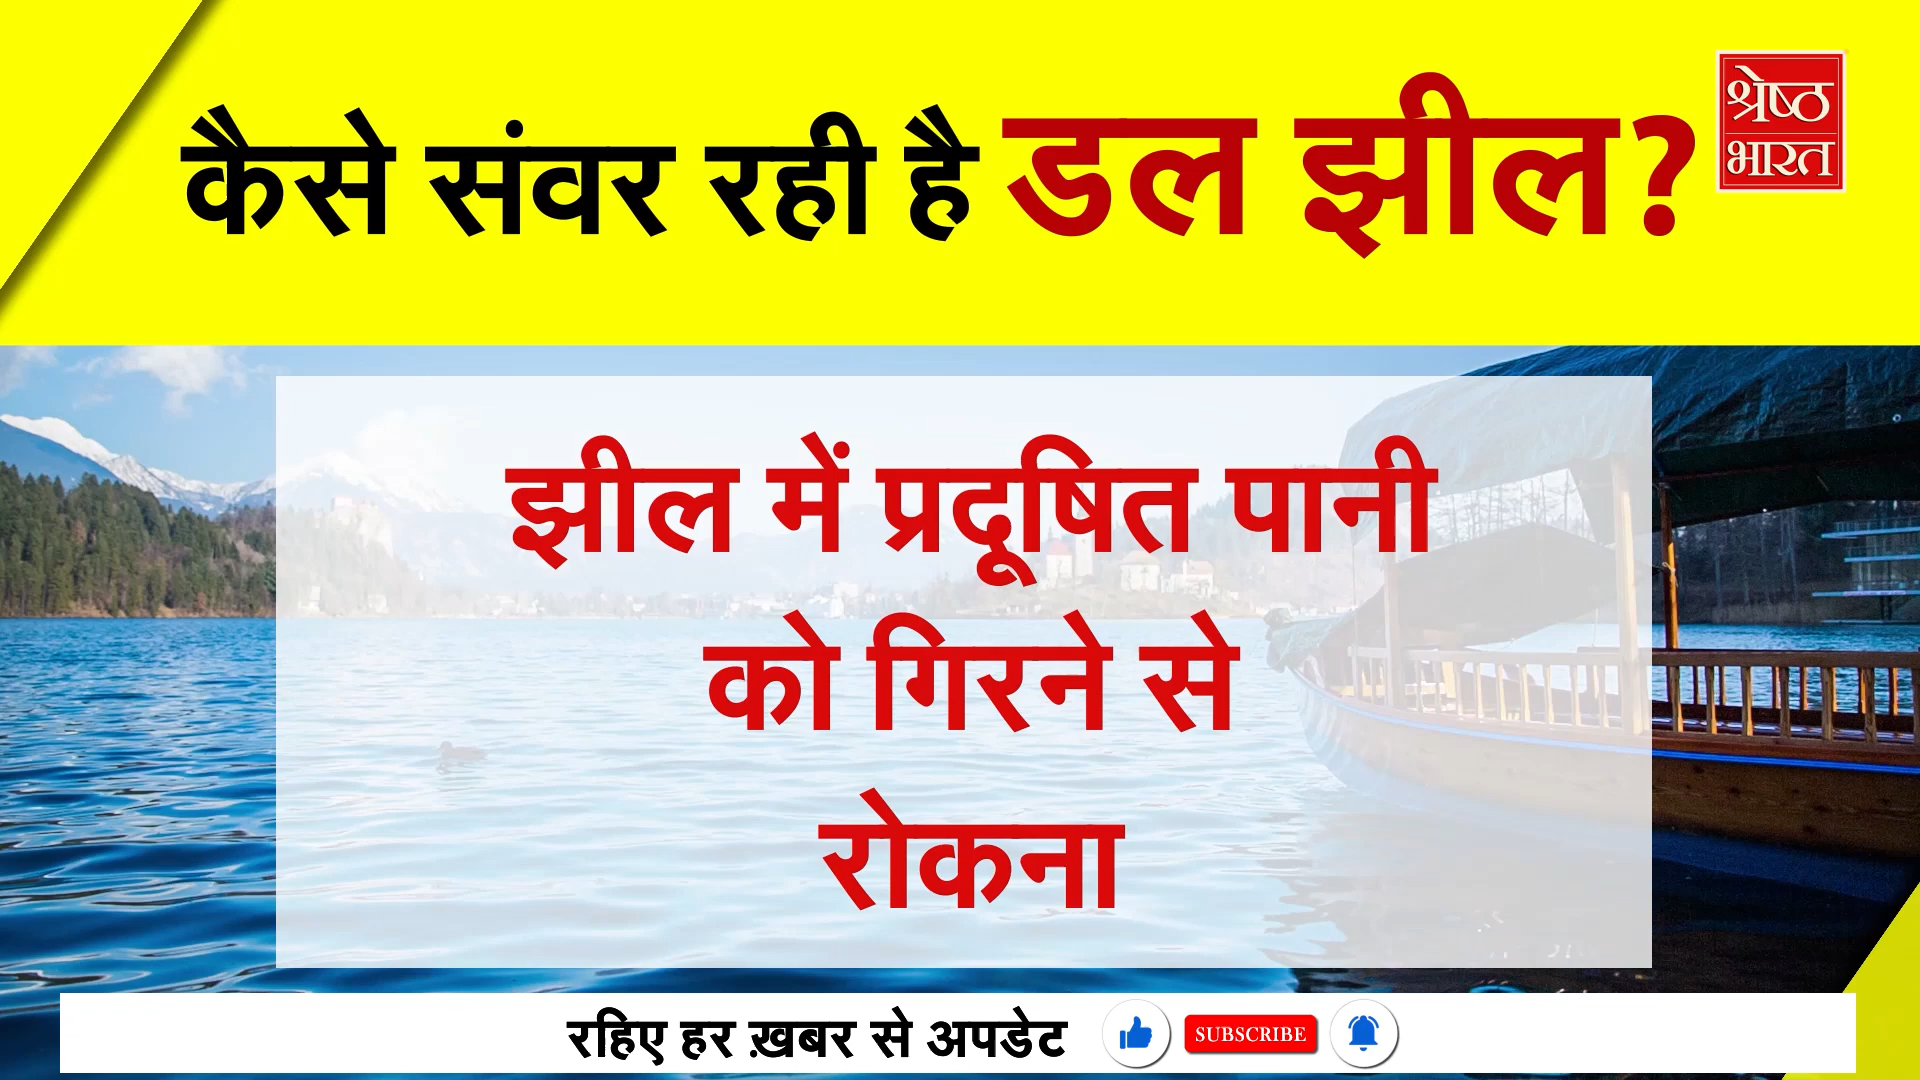 कैसे संवर रही है डल झील?
श्रेष्ठ
भारत
झील में प्रदूषित पानी
को गिरने से
रोकना
रहिए हर ख़बर से अपडेट SUBSCRIBE